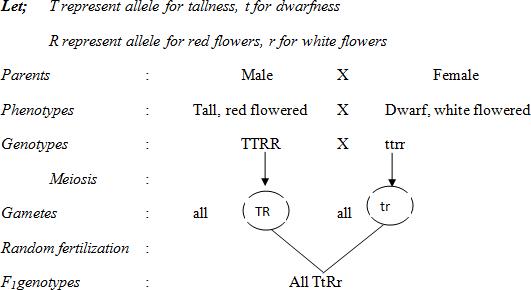 Let; T represent allele for tallness, t for dwarfness
R represent allele for red flowers, r for white flowers
Parents : Male X Female
Phenotypes : Tall, red flowered X Dwarf, white flowered
Genotypes : TTRR X ttrr
Meiosis :
Gametes : all TR all tr
Random fertilization :
F1genotypes : All TtRr